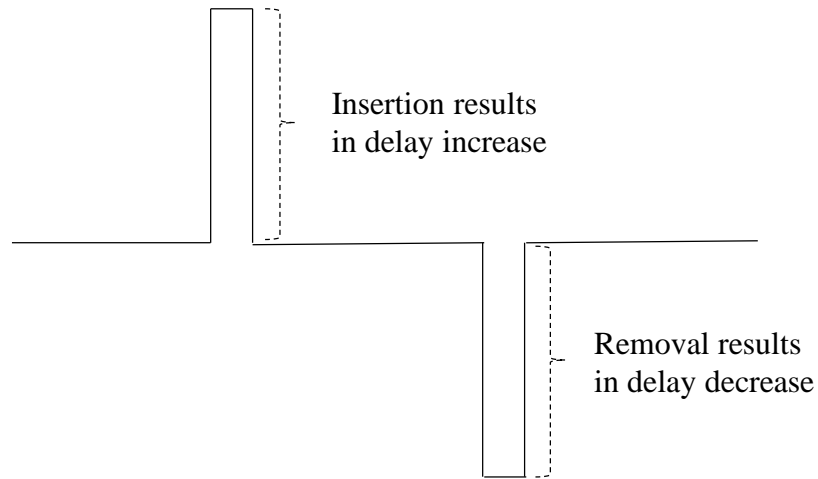 Insertion results
in delay increase
Removal results
in delay decrease